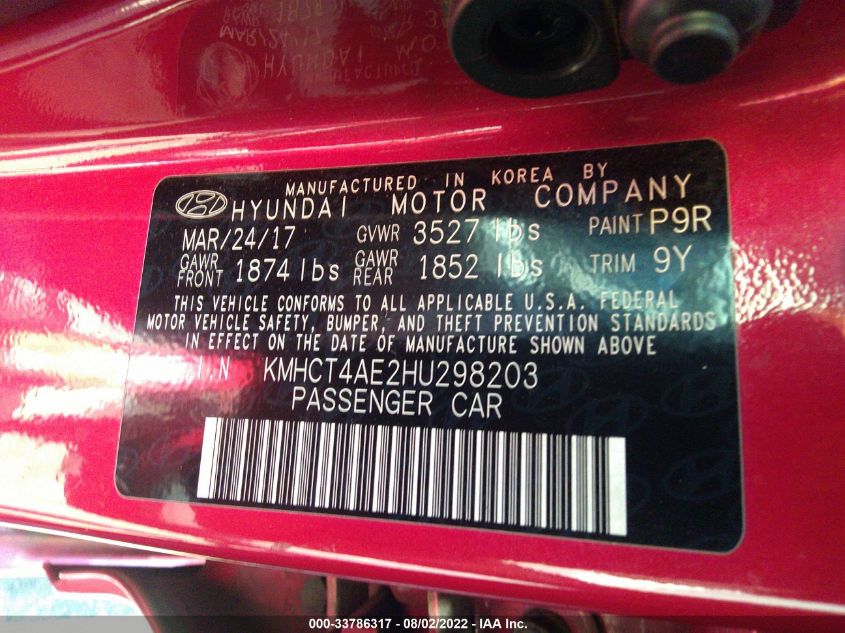 MANUFACTURED IN KOREA BY
HYUNDAI MOTOR COMPANY
MAR/24/17 GVWR 3527 lbs PAINT P9R
GAWR FRONT 1874 lbs GAWR REAR 1852 lbs TRIM 9Y
THIS VEHICLE CONFORMS TO ALL APPLICABLE U.S.A. FEDERAL
MOTOR VEHICLE SAFETY, BUMPER, AND THEFT PREVENTION STANDARDS
IN EFFECT ON THE DATE OF MANUFACTURE SHOWN ABOVE
I.N KMHCT4AE2HU298203
PASSENGER CAR
000-33786317 - 08/02/2022 - IAA Inc.